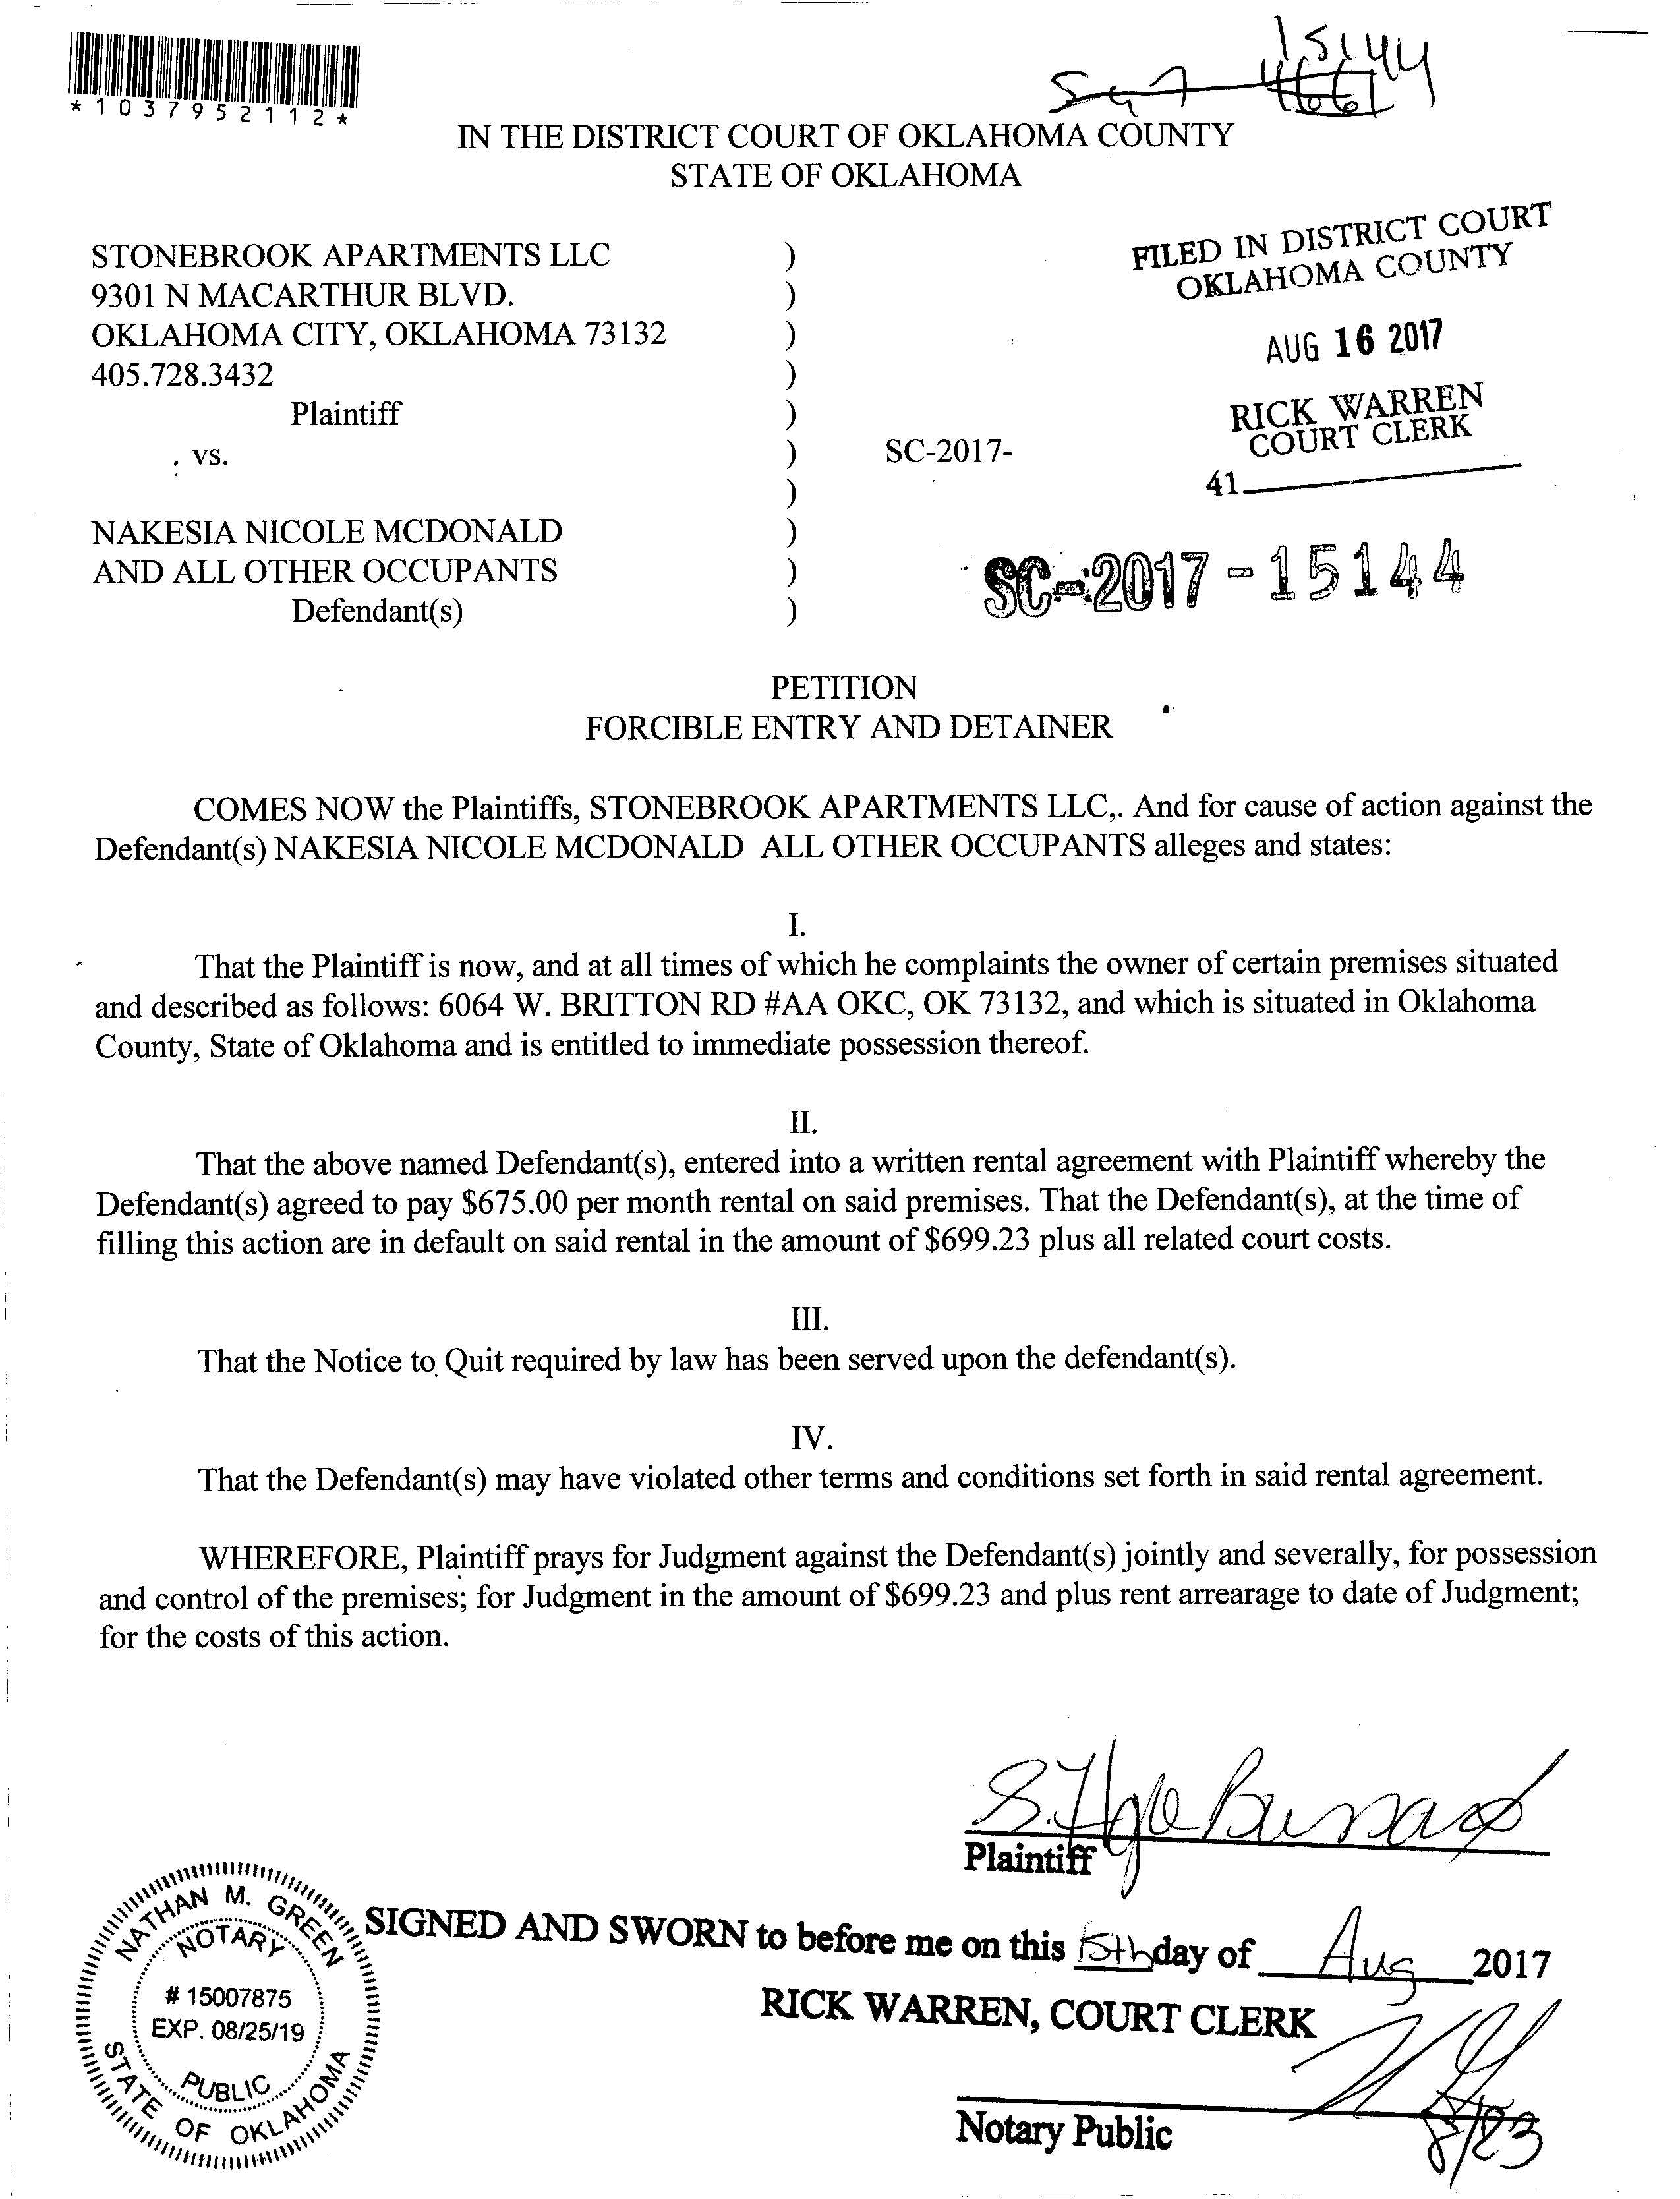 *1037952112*
15144
IN THE DISTRICT COURT OF OKLAHOMA COUNTY
STATE OF OKLAHOMA
STONEBROOK APARTMENTS LLC )
9301 N MACARTHUR BLVD. )
OKLAHOMA CITY, OKLAHOMA 73132 )
405.728.3432 )
Plaintiff )
vs. ) SC-2017-
)
NAKESIA NICOLE MCDONALD )
AND ALL OTHER OCCUPANTS )
Defendant(s) )
FILED IN DISTRICT COURT
OKLAHOMA COUNTY
AUG 16 2017
RICK WARREN
COURT CLERK
41
SC-2017-15144
PETITION
FORCIBLE ENTRY AND DETAINER
COMES NOW the Plaintiffs, STONEBROOK APARTMENTS LLC,. And for cause of action against the
Defendant(s) NAKESIA NICOLE MCDONALD ALL OTHER OCCUPANTS alleges and states:
I.
That the Plaintiff is now, and at all times of which he complaints the owner of certain premises situated
and described as follows: 6064 W. BRITTON RD #AA OKC, OK 73132, and which is situated in Oklahoma
County, State of Oklahoma and is entitled to immediate possession thereof.
II.
That the above named Defendant(s), entered into a written rental agreement with Plaintiff whereby the
Defendant(s) agreed to pay $675.00 per month rental on said premises. That the Defendant(s), at the time of
filling this action are in default on said rental in the amount of $699.23 plus all related court costs.
III.
That the Notice to Quit required by law has been served upon the defendant(s).
IV.
That the Defendant(s) may have violated other terms and conditions set forth in said rental agreement.
WHEREFORE, Plaintiff prays for Judgment against the Defendant(s) jointly and severally, for possession
and control of the premises; for Judgment in the amount of $699.23 and plus rent arrearage to date of Judgment;
for the costs of this action.
Plaintiff
SIGNED AND SWORN to before me on this 15th day of Aug 2017
RICK WARREN, COURT CLERK
Notary Public
8/23
NATHAN M. GREEN
NOTARY
# 15007875
EXP. 08/25/19
PUBLIC
STATE OF OKLAHOMA